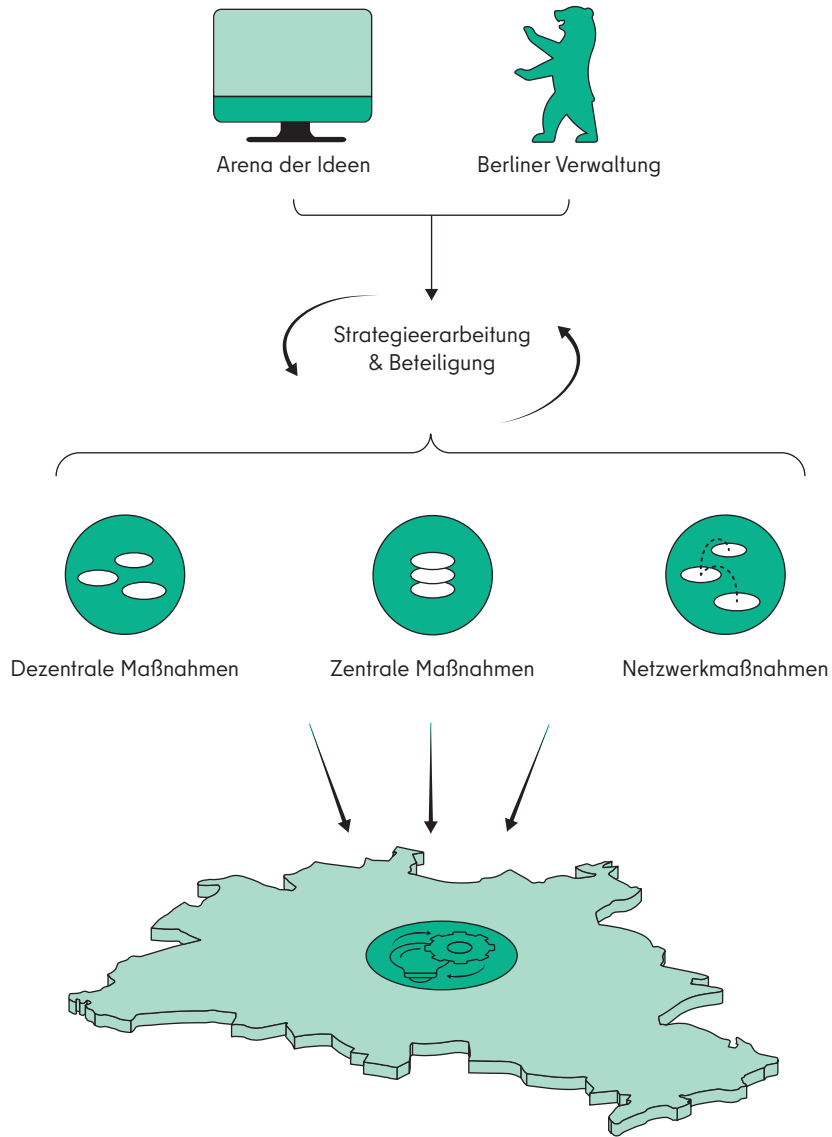 Arena der Ideen
Berliner Verwaltung
Strategieerarbeitung
& Beteiligung
Dezentrale Maßnahmen
Zentrale Maßnahmen
Netzwerkmaßnahmen